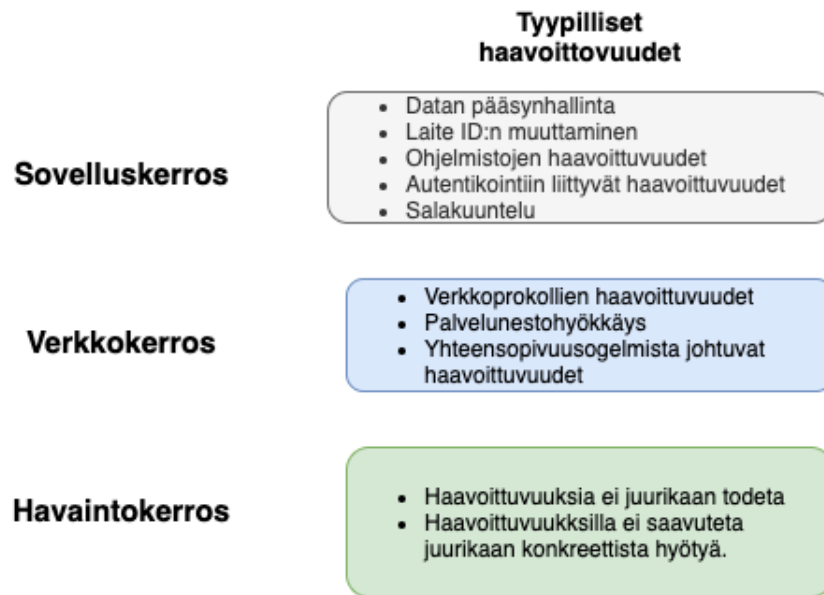 Tyypilliset
haavoittovuudet
Sovelluskerros
• Datan pääsynhallinta
• Laite ID:n muuttaminen
• Ohjelmistojen haavoittuvuudet
• Autentikointiin liittyvät haavoittuvuudet
• Salakuuntelu
Verkkokerros
• Verkkoprokollien haavoittuvuudet
• Palvelunestohyökkäys
• Yhteensopivuusogelmista johtuvat
haavoittuvuudet
Havaintokerros
• Haavoittuvuuksia ei juurikaan todeta
• Haavoittuvuukksilla ei saavuteta
juurikaan konkreettista hyötyä.